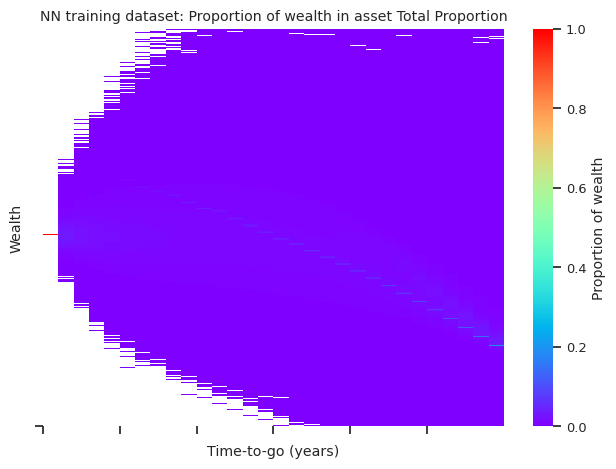 NN training dataset: Proportion of wealth in asset Total Proportion
Wealth
Time-to-go (years)
1.0
0.8
0.6
0.4
0.2
0.0
Proportion of wealth